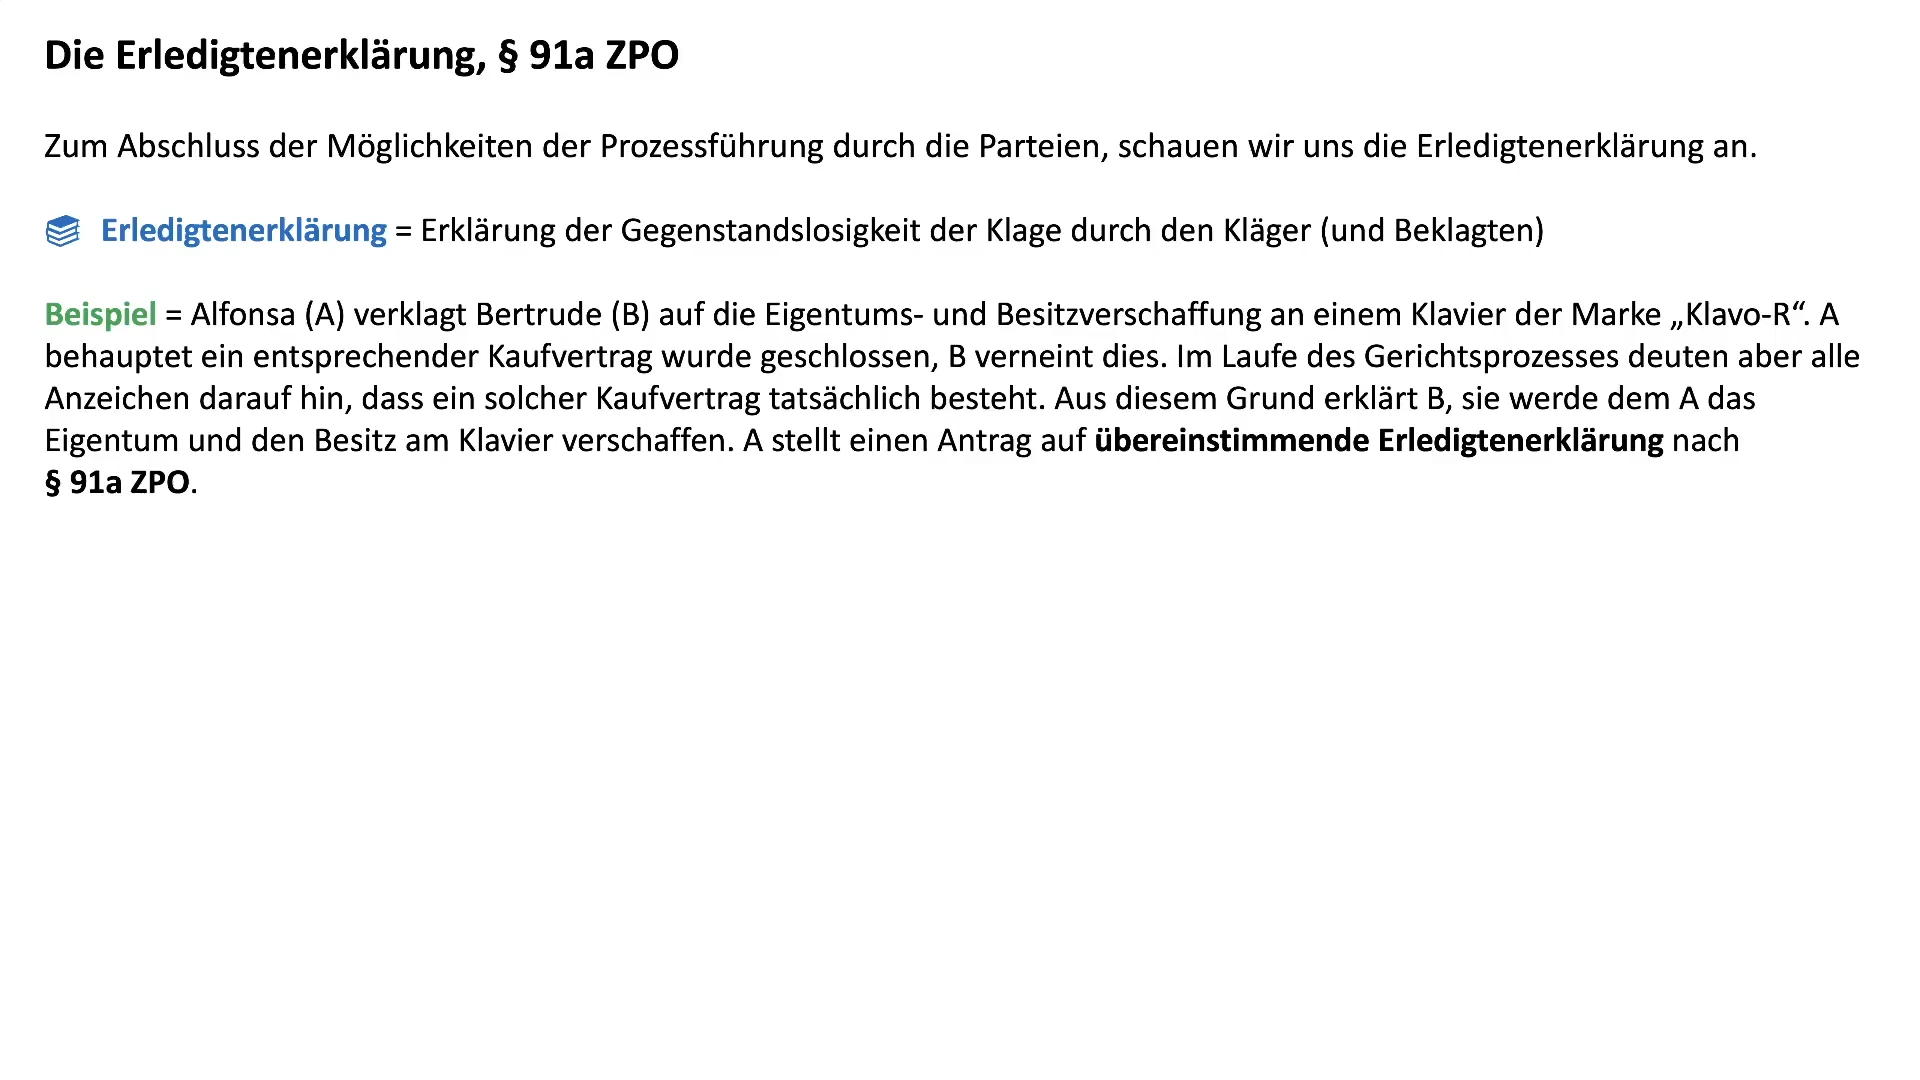 Die Erledigtenerklärung, § 91a ZPO
Zum Abschluss der Möglichkeiten der Prozessführung durch die Parteien, schauen wir uns die Erledigtenerklärung an.
Erledigtenerklärung = Erklärung der Gegenstandslosigkeit der Klage durch den Kläger (und Beklagten)
Beispiel = Alfonsa (A) verklagt Bertrude (B) auf die Eigentums- und Besitzverschaffung an einem Klavier der Marke „Klavo-R“. A
behauptet ein entsprechender Kaufvertrag wurde geschlossen, B verneint dies. Im Laufe des Gerichtsprozesses deuten aber alle
Anzeichen darauf hin, dass ein solcher Kaufvertrag tatsächlich besteht. Aus diesem Grund erklärt B, sie werde dem A das
Eigentum und den Besitz am Klavier verschaffen. A stellt einen Antrag auf übereinstimmende Erledigtenerklärung nach
§ 91a ZPO.